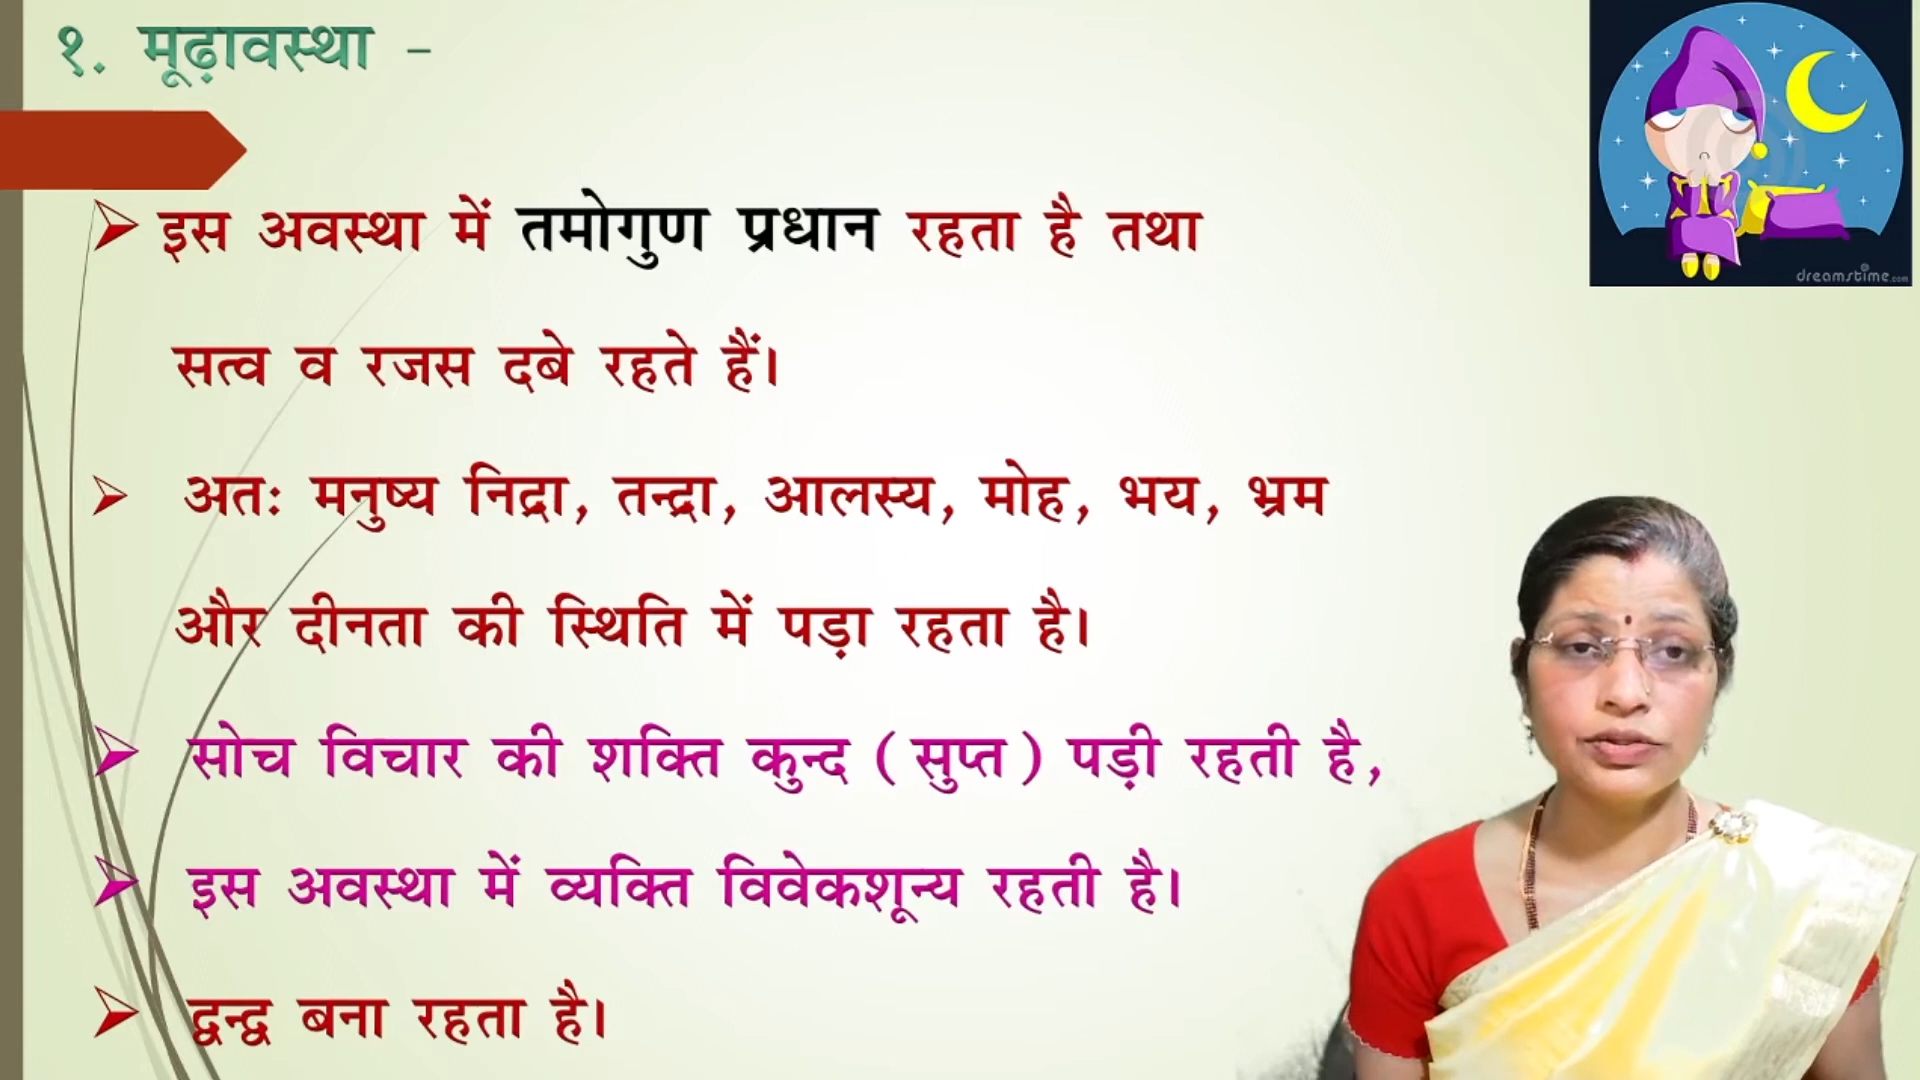 १. मूढ़ावस्था -
इस अवस्था में तमोगुण प्रधान रहता है तथा
सत्व व रजस दबे रहते हैं।
अतः मनुष्य निद्रा, तन्द्रा, आलस्य, मोह, भय, भ्रम
और दीनता की स्थिति में पड़ा रहता है।
सोच विचार की शक्ति कुन्द (सुप्त) पड़ी रहती है,
इस अवस्था में व्यक्ति विवेकशून्य रहती है।
द्वन्द्व बना रहता है।
dreamstime.com